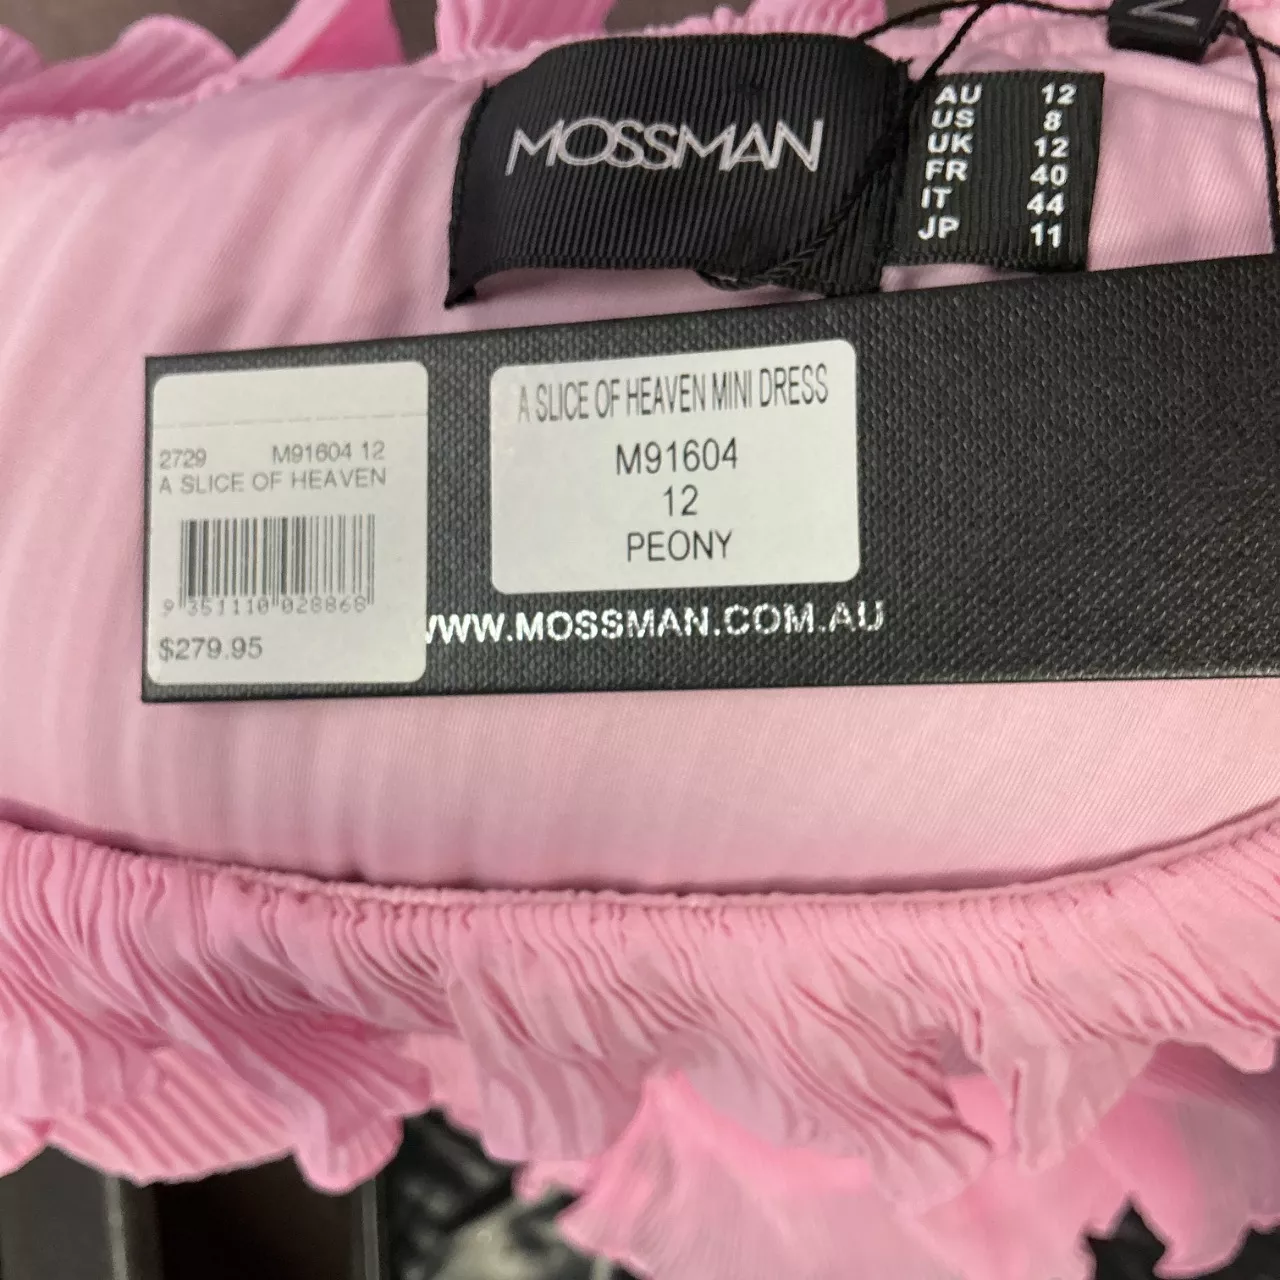 MOSSMAN
AU 12
US 8
UK 12
FR 40
IT 44
JP 11
2729 M91604 12
A SLICE OF HEAVEN
9 351110 028868
$279.95
A SLICE OF HEAVEN MINI DRESS
M91604
12
PEONY
WWW.MOSSMAN.COM.AU